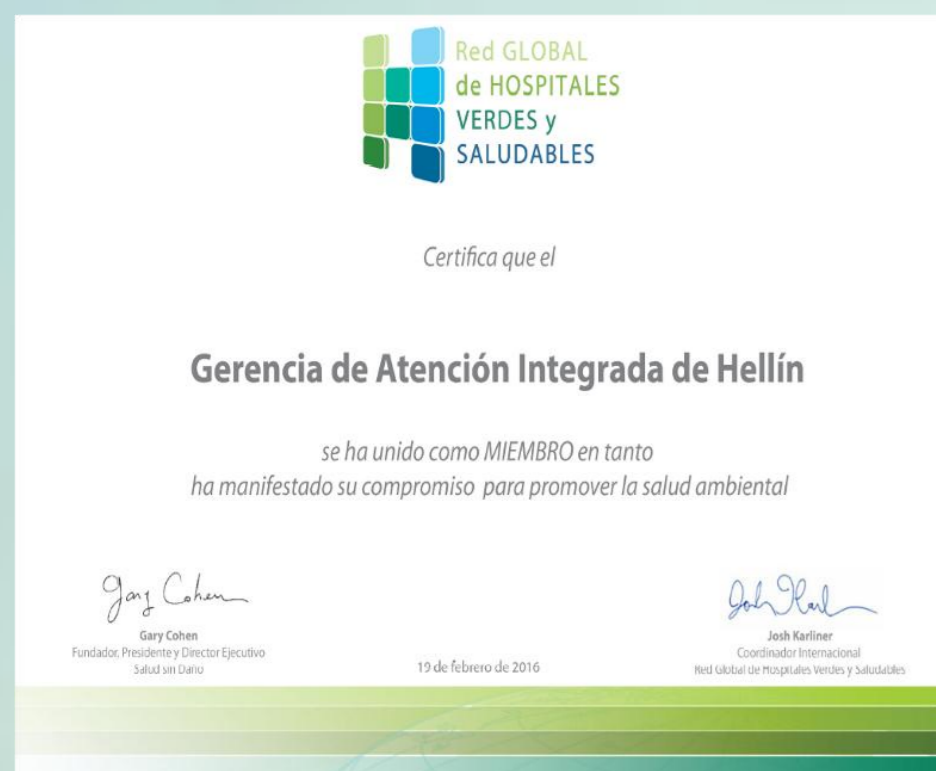 Red GLOBAL
de HOSPITALES
VERDES y
SALUDABLES
Certifica que el
Gerencia de Atención Integrada de Hellín
se ha unido como MIEMBRO en tanto
ha manifestado su compromiso para promover la salud ambiental
Gary Cohen
Gary Cohen
Fundador, Presidente y Director Ejecutivo
Salud sin Daño
19 de febrero de 2016
Josh Karliner
Coordinador Internacional
Red Global de Hospitales Verdes y Saludables